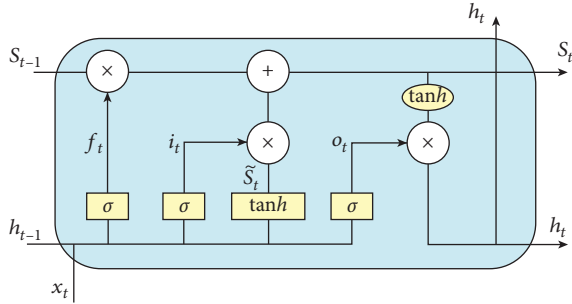 h_t
S_{t-1}
×
+
S_t
tanh
f_t
i_t
×
o_t
×
S̃_t
σ
σ
tanh
σ
h_{t-1}
h_t
x_t